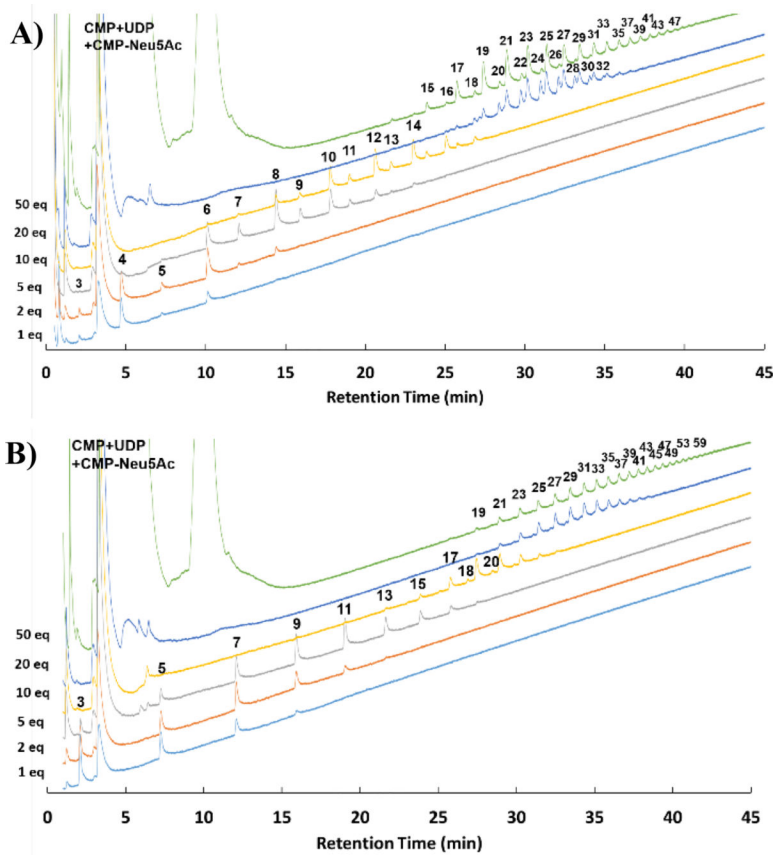 A)
CMP+UDP
+CMP-Neu5Ac
15 16 17 18 19 20 21 22 23 24 25 26 27 28 29 30 31 32 33 35 37 39 41 43 47
3 4 5 6 7 8 9 10 11 12 13 14
50 eq
20 eq
10 eq
5 eq
2 eq
1 eq
0 5 10 15 20 25 30 35 40 45
Retention Time (min)
B)
CMP+UDP
+CMP-Neu5Ac
19 21 23 25 27 29 31 33 35 37 39 41 43 45 47 49 53 59
3 5 7 9 11 13 15 17 18 20
50 eq
20 eq
10 eq
5 eq
2 eq
1 eq
0 5 10 15 20 25 30 35 40 45
Retention Time (min)